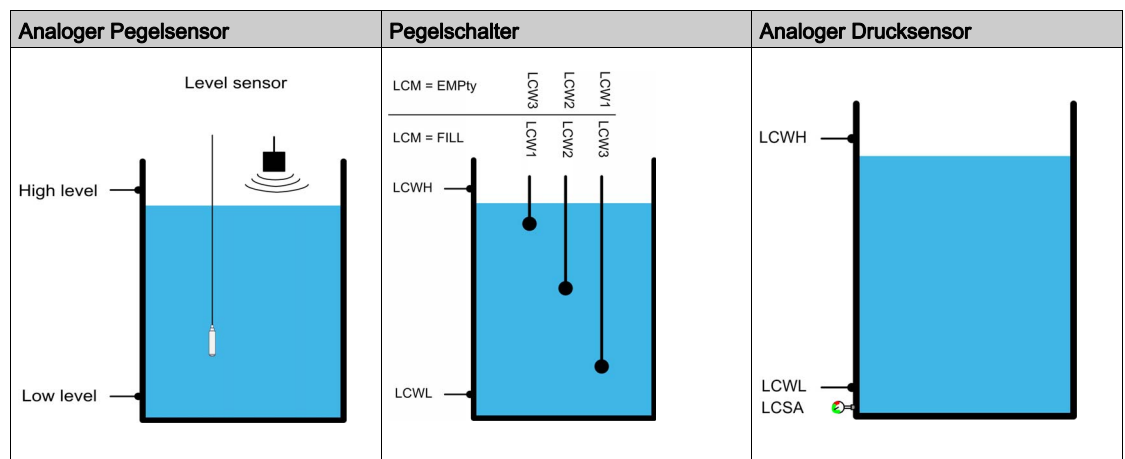 Analoger Pegelsensor
Pegelschalter
Analoger Drucksensor
Level sensor
High level
Low level
LCM = EMPty
LCW3
LCW2
LCW1
LCM = FILL
LCW1
LCW2
LCW3
LCWH
LCWL
LCWH
LCWL
LCSA